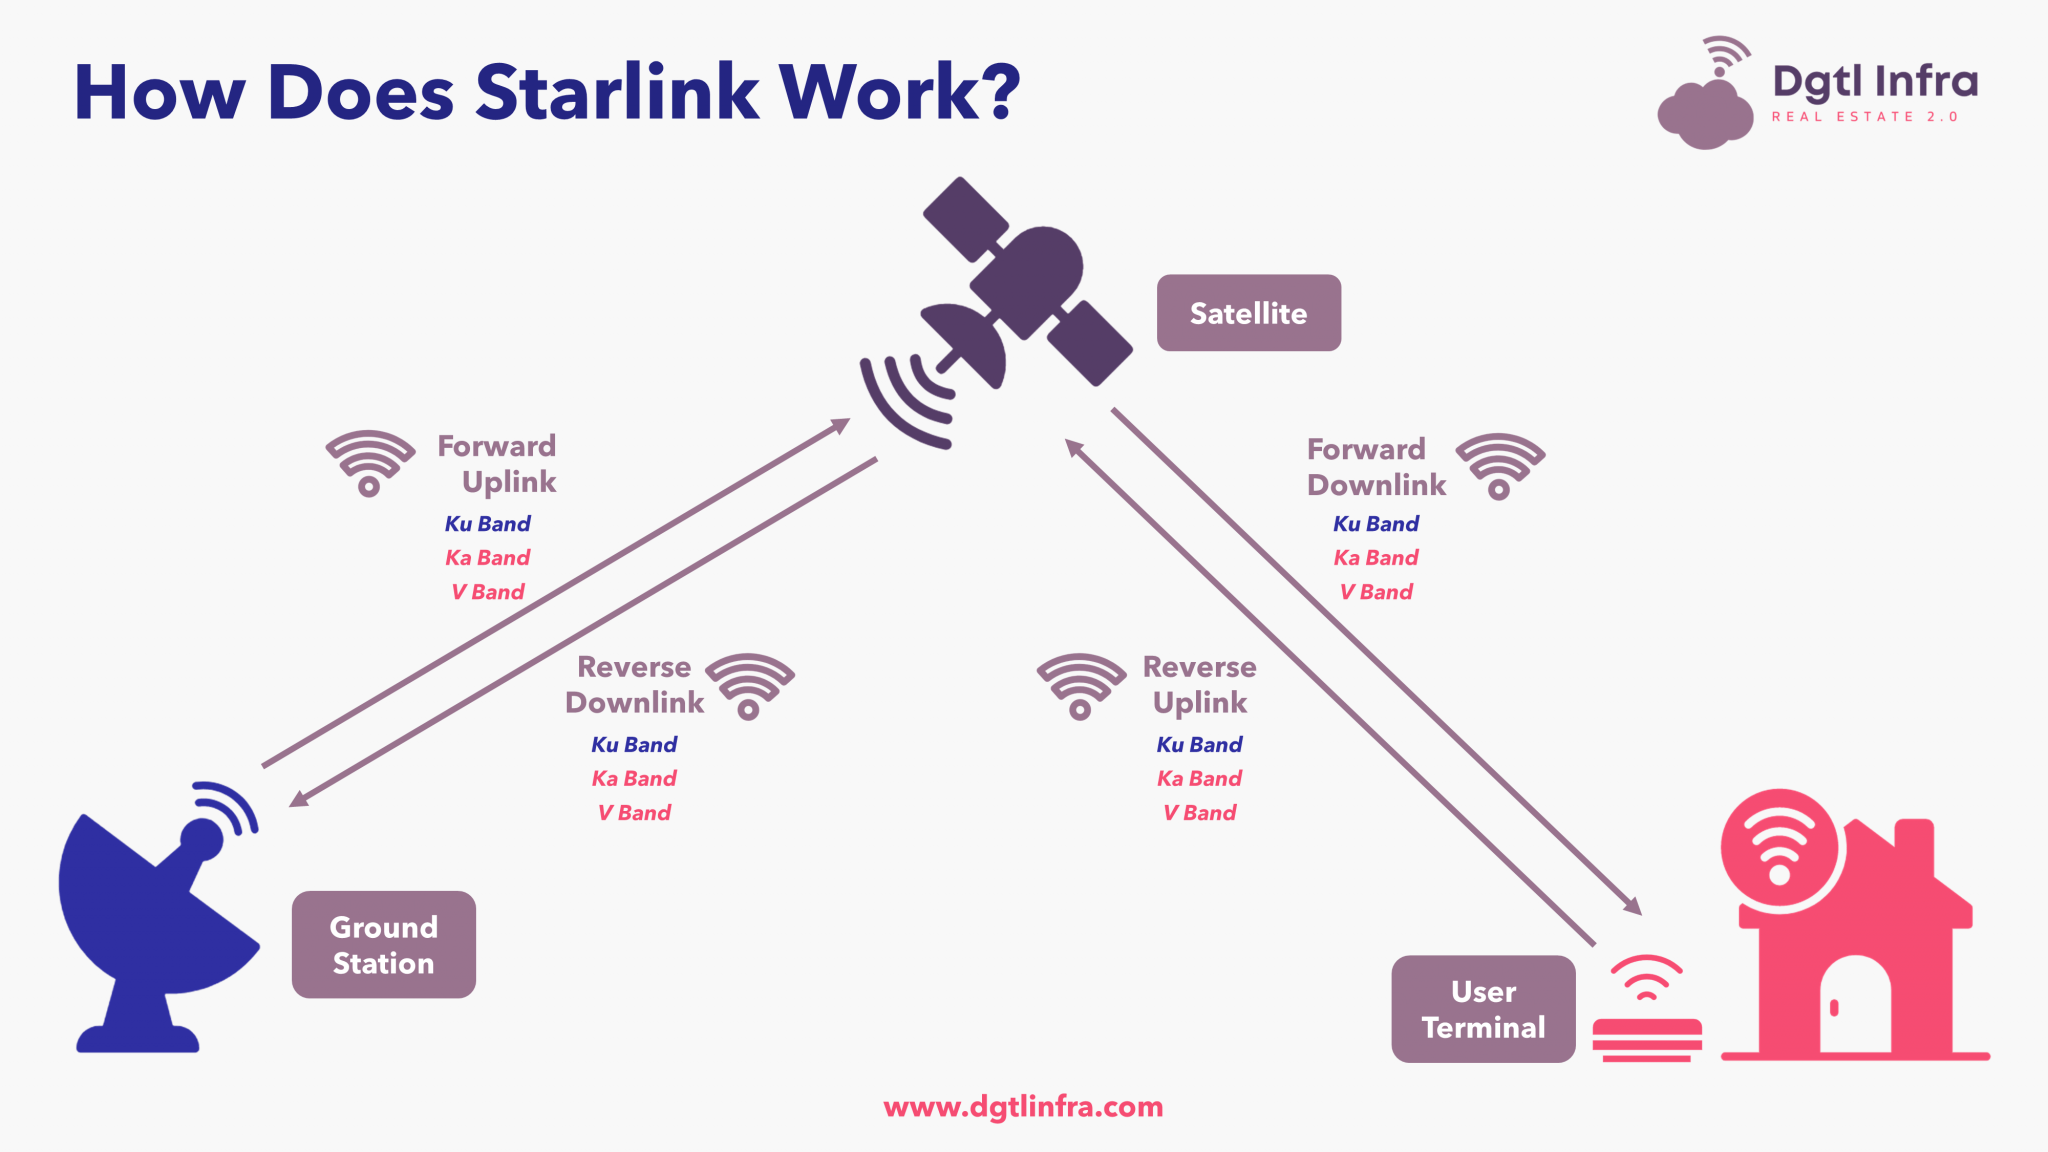 How Does Starlink Work?
Dgtl Infra
REAL ESTATE 2.0
Satellite
Forward
Uplink
Ku Band
Ka Band
V Band
Forward
Downlink
Ku Band
Ka Band
V Band
Reverse
Downlink
Ku Band
Ka Band
V Band
Reverse
Uplink
Ku Band
Ka Band
V Band
Ground
Station
User
Terminal
www.dgtlinfra.com